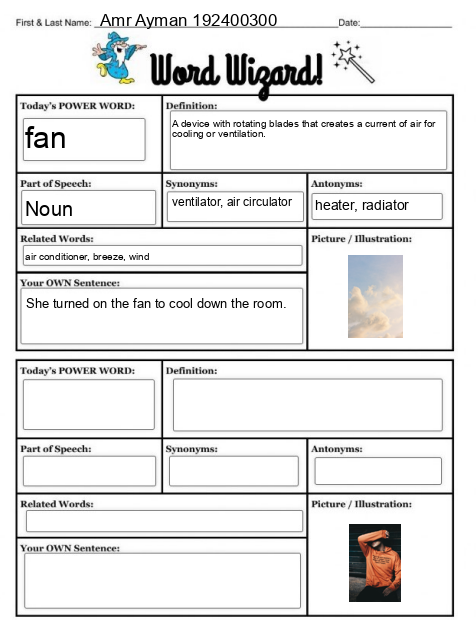 First & Last Name: Amr Ayman 192400300 Date:
Word Wizard!
Today's POWER WORD: Definition:
fan
A device with rotating blades that creates a current of air for
cooling or ventilation.
Part of Speech: Synonyms: Antonyms:
Noun ventilator, air circulator heater, radiator
Related Words: Picture / Illustration:
air conditioner, breeze, wind
Your OWN Sentence:
She turned on the fan to cool down the room.
Today's POWER WORD: Definition:
Part of Speech: Synonyms: Antonyms:
Related Words: Picture / Illustration:
Your OWN Sentence: